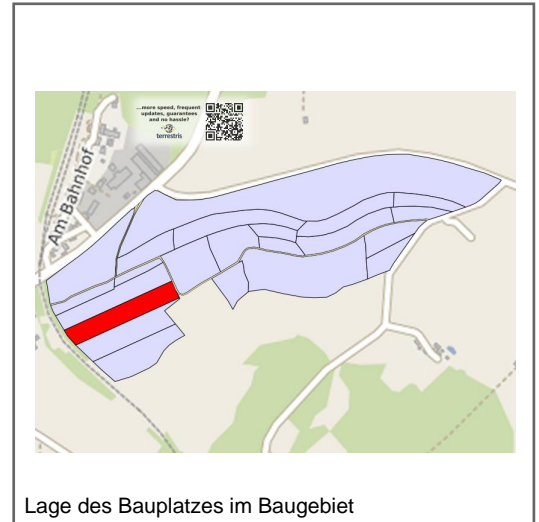 ...more speed, frequent
updates, guarantees
and no hassle?
terrestris
Am Bahnhof
Lage des Bauplatzes im Baugebiet